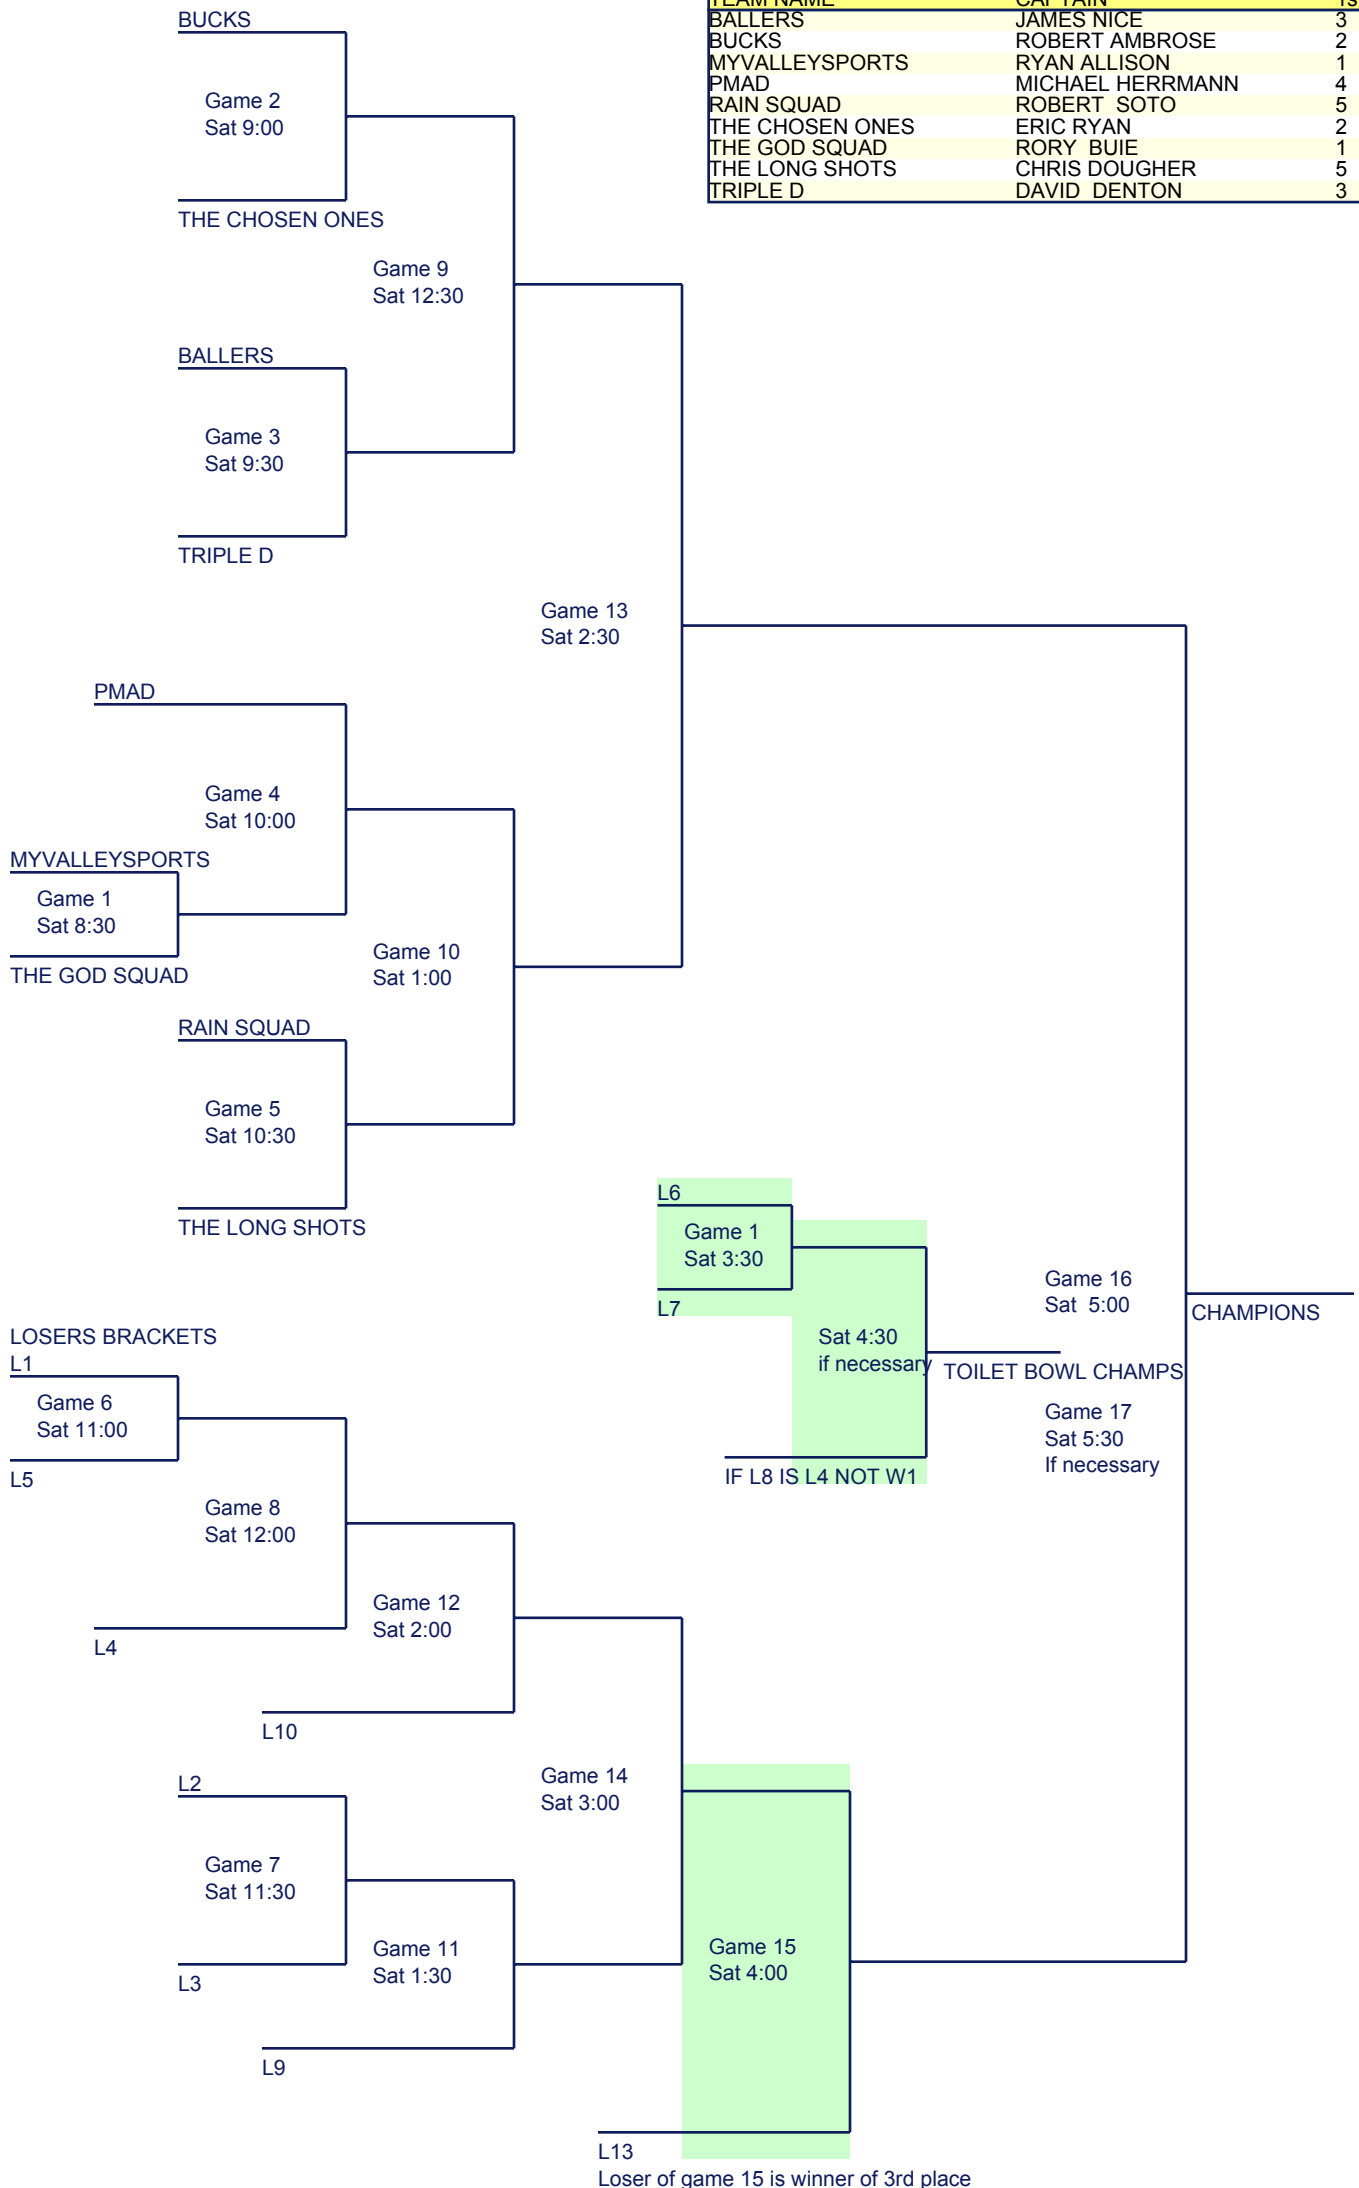 TEAM NAME CAPTAIN
BALLERS JAMES NICE 3
BUCKS ROBERT AMBROSE 2
MYVALLEYSPORTS RYAN ALLISON 1
PMAD MICHAEL HERRMANN 4
RAIN SQUAD ROBERT SOTO 5
THE CHOSEN ONES ERIC RYAN 2
THE GOD SQUAD RORY BUIE 1
THE LONG SHOTS CHRIS DOUGHER 5
TRIPLE D DAVID DENTON 3
BUCKS
Game 2
Sat 9:00
THE CHOSEN ONES
Game 9
Sat 12:30
BALLERS
Game 3
Sat 9:30
TRIPLE D
Game 13
Sat 2:30
PMAD
Game 4
Sat 10:00
MYVALLEYSPORTS
Game 1
Sat 8:30
THE GOD SQUAD
Game 10
Sat 1:00
RAIN SQUAD
Game 5
Sat 10:30
THE LONG SHOTS
L6
Game 1
Sat 3:30
L7
Sat 4:30
if necessary
TOILET BOWL CHAMPS
IF L8 IS L4 NOT W1
Game 16
Sat 5:00
CHAMPIONS
Game 17
Sat 5:30
If necessary
LOSERS BRACKETS
L1
Game 6
Sat 11:00
L5
Game 8
Sat 12:00
L4
Game 12
Sat 2:00
L10
L2
Game 14
Sat 3:00
Game 7
Sat 11:30
L3
Game 11
Sat 1:30
L9
Game 15
Sat 4:00
L13
Loser of game 15 is winner of 3rd place